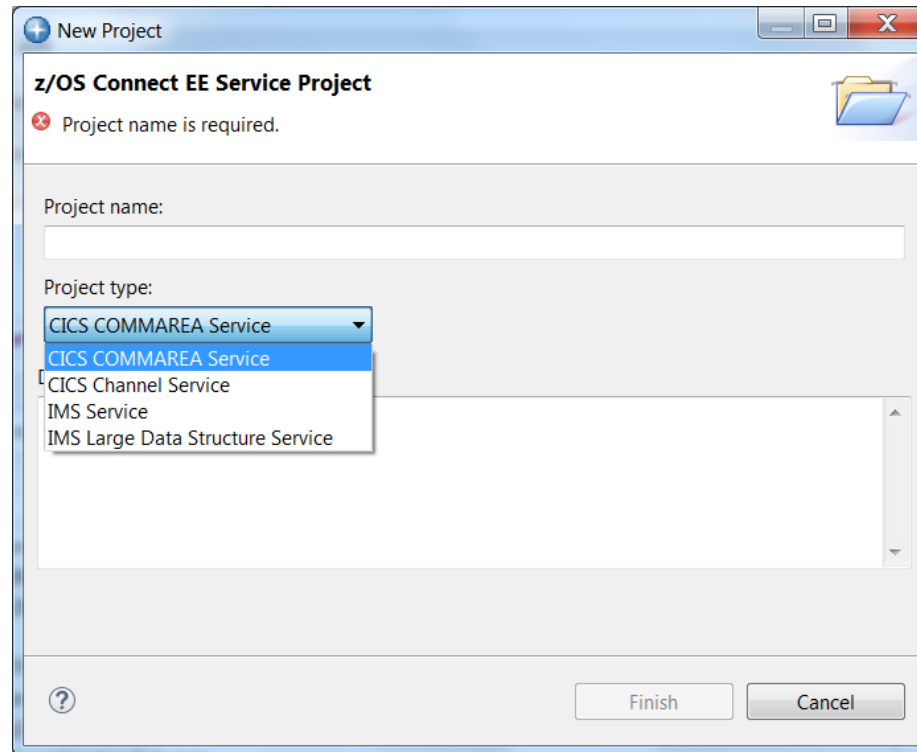 New Project
z/OS Connect EE Service Project
Project name is required.
Project name:
Project type:
CICS COMMAREA Service
CICS COMMAREA Service
CICS Channel Service
IMS Service
IMS Large Data Structure Service
Finish
Cancel